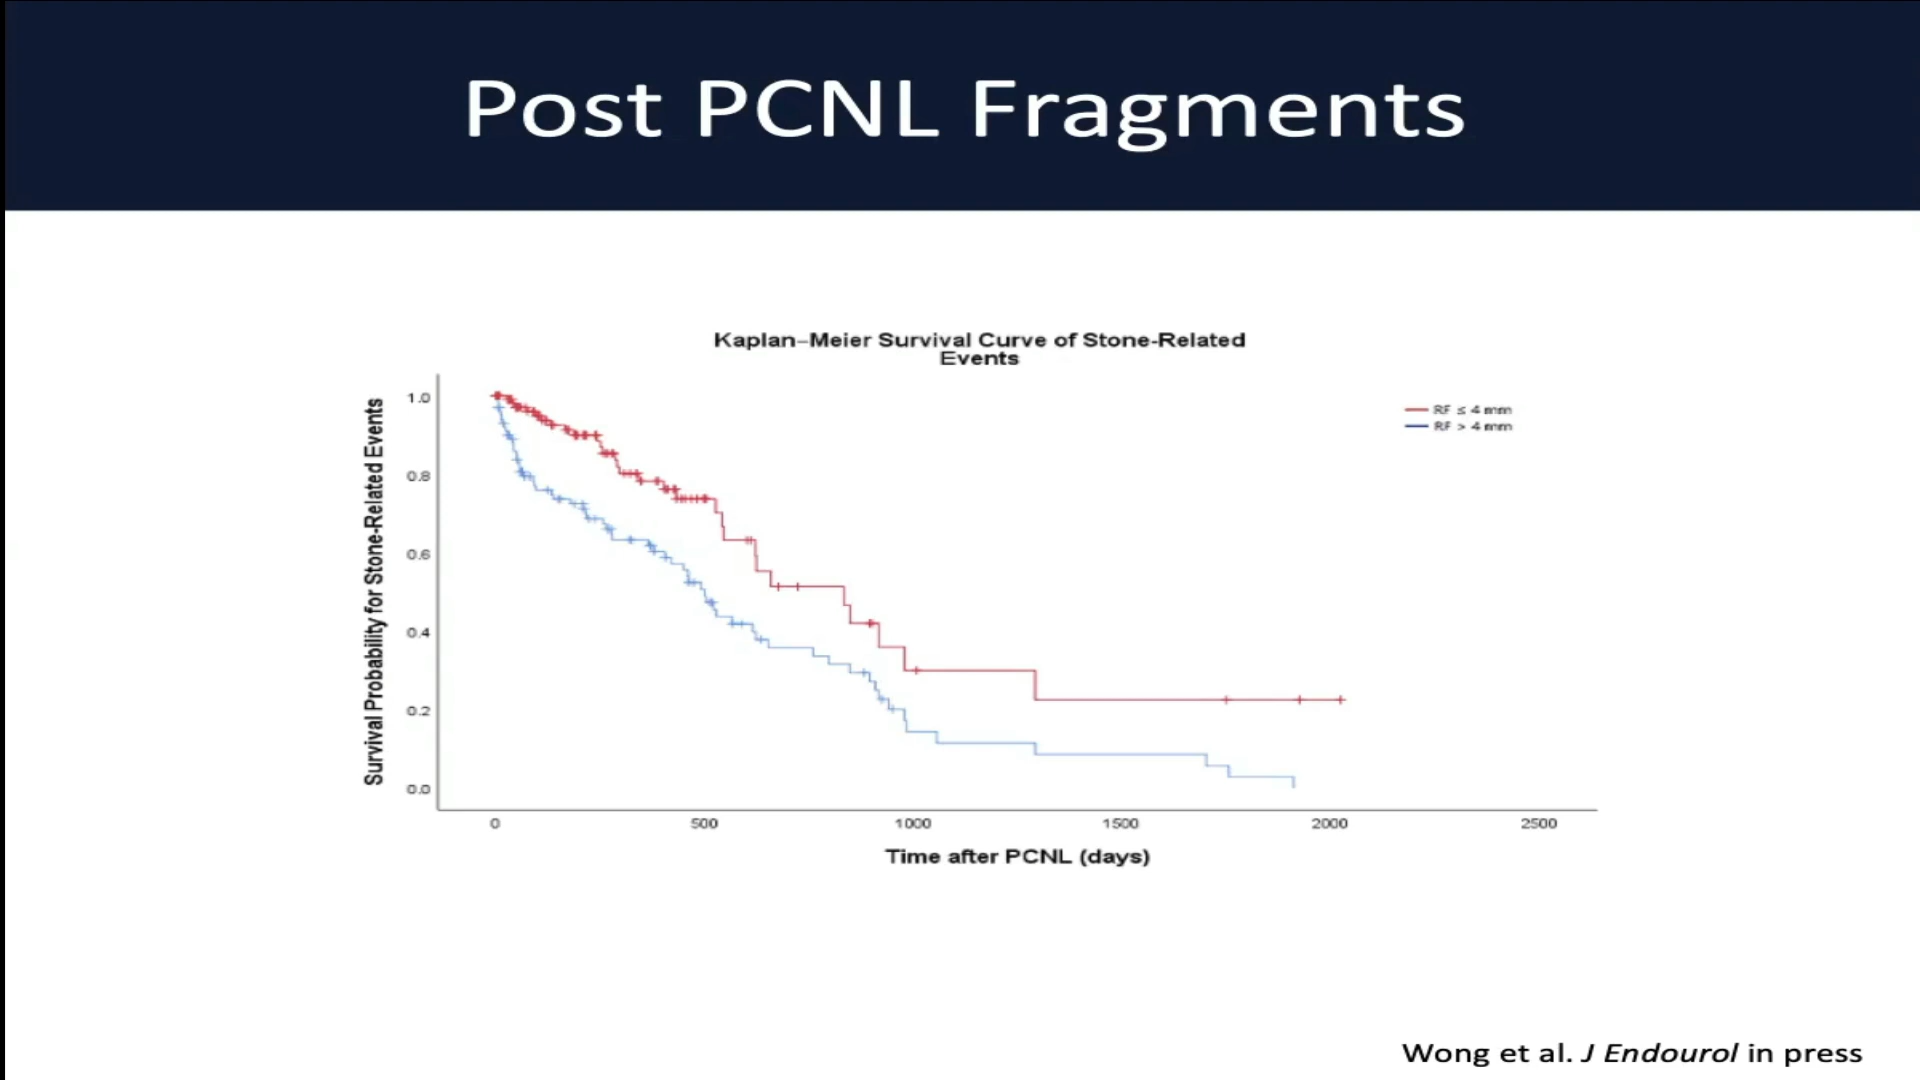 Post PCNL Fragments
Kaplan–Meier Survival Curve of Stone-Related
Events
Survival Probability for Stone-Related Events
1.0
0.8
0.6
0.4
0.2
0.0
RF ≤ 4 mm
RF > 4 mm
0 500 1000 1500 2000 2500
Time after PCNL (days)
Wong et al. J Endourol in press